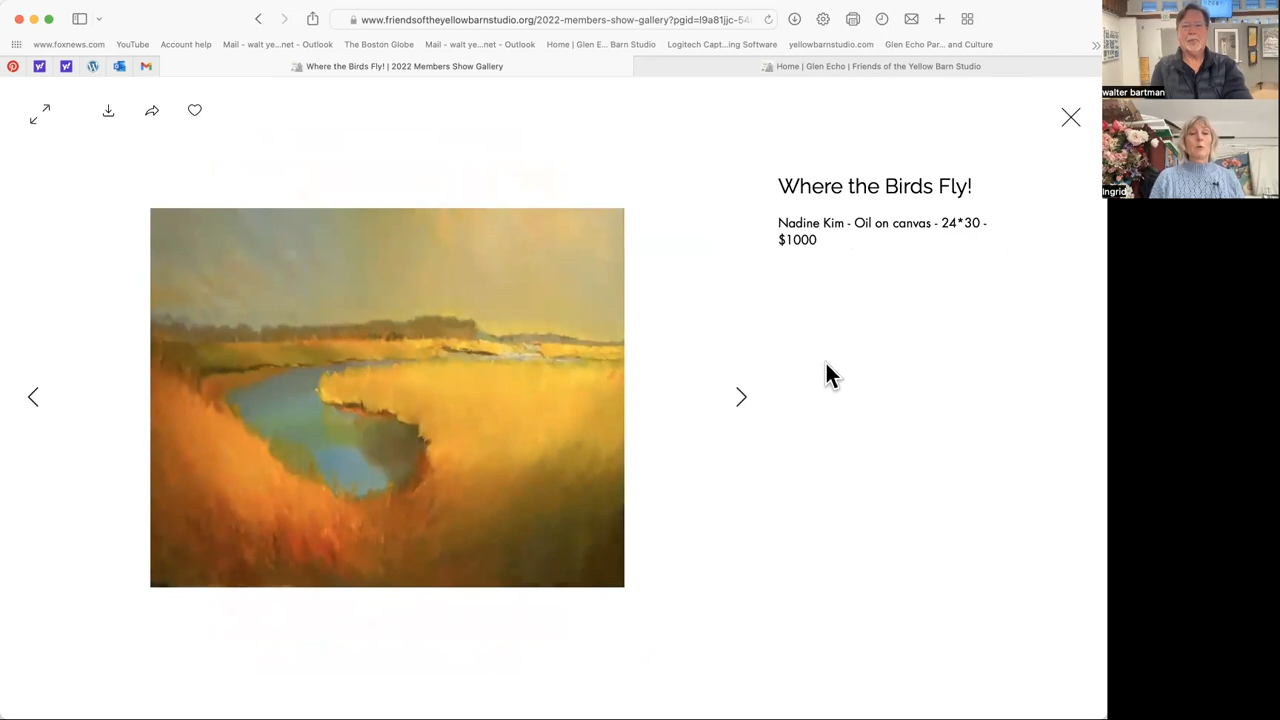 www.friendsoftheyellowbarnstudio.org/2022-members-show-gallery?pgid=l9a81jjc-54
www.foxnews.com YouTube Account help Mail - walt ye...net - Outlook The Boston Globe Mail - walt ye...net - Outlook Home | Glen E... Barn Studio Logitech Capt...ing Software yellowbarnstudio.com Glen Echo Par... and Culture
Where the Birds Fly! | 2022 Members Show Gallery
Home | Glen Echo | Friends of the Yellow Barn Studio
walter bartman
Ingrid
Where the Birds Fly!
Nadine Kim - Oil on canvas - 24*30 -
$1000